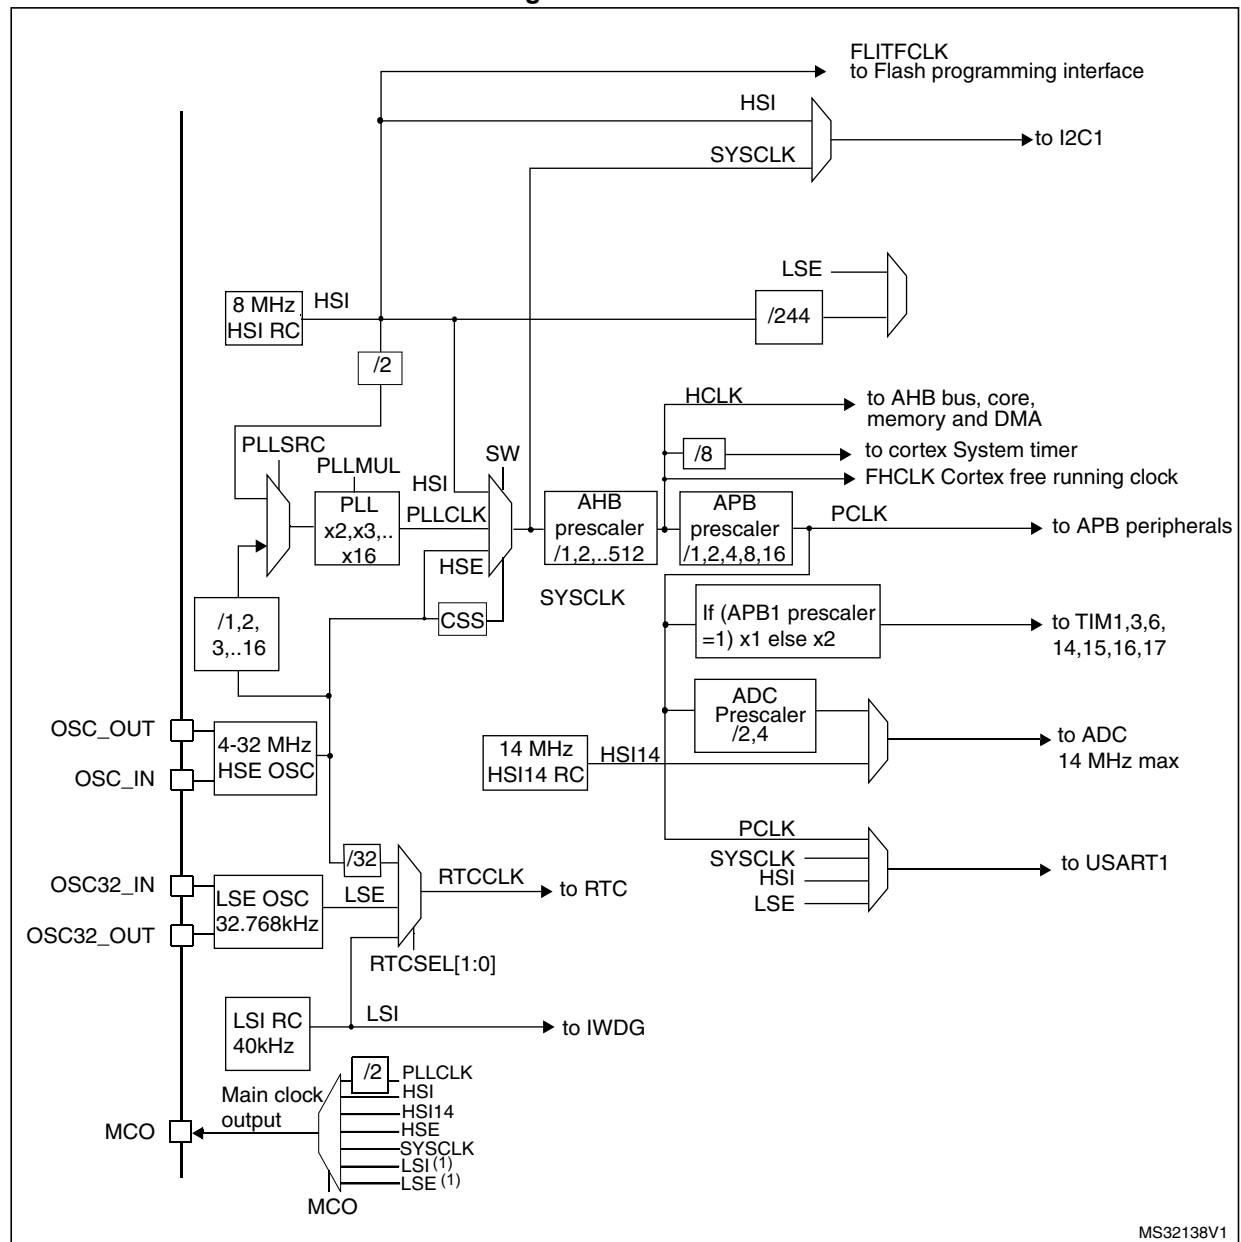 FLITFCLK
to Flash programming interface
HSI
to I2C1
SYSCLK
LSE
8 MHz
HSI RC
HSI
/244
/2
HCLK
to AHB bus, core,
memory and DMA
PLLSRC
SW
/8
to cortex System timer
PLLMUL
FHCLK Cortex free running clock
HSI
PLL
x2,x3,..
x16
PLLCLK
AHB
prescaler
/1,2,..512
APB
prescaler
/1,2,4,8,16
PCLK
to APB peripherals
HSE
SYSCLK
/1,2,
3,..16
CSS
If (APB1 prescaler
=1) x1 else x2
to TIM1,3,6,
14,15,16,17
OSC_OUT
4-32 MHz
HSE OSC
OSC_IN
ADC
Prescaler
/2,4
14 MHz
HSI14 RC
HSI14
to ADC
14 MHz max
PCLK
SYSCLK
HSI
LSE
to USART1
/32
OSC32_IN
LSE OSC
32.768kHz
LSE
RTCCLK
to RTC
OSC32_OUT
RTCSEL[1:0]
LSI RC
40kHz
LSI
to IWDG
/2
PLLCLK
Main clock
output
HSI
HSI14
MCO
HSE
SYSCLK
LSI (1)
LSE (1)
MCO
MS32138V1